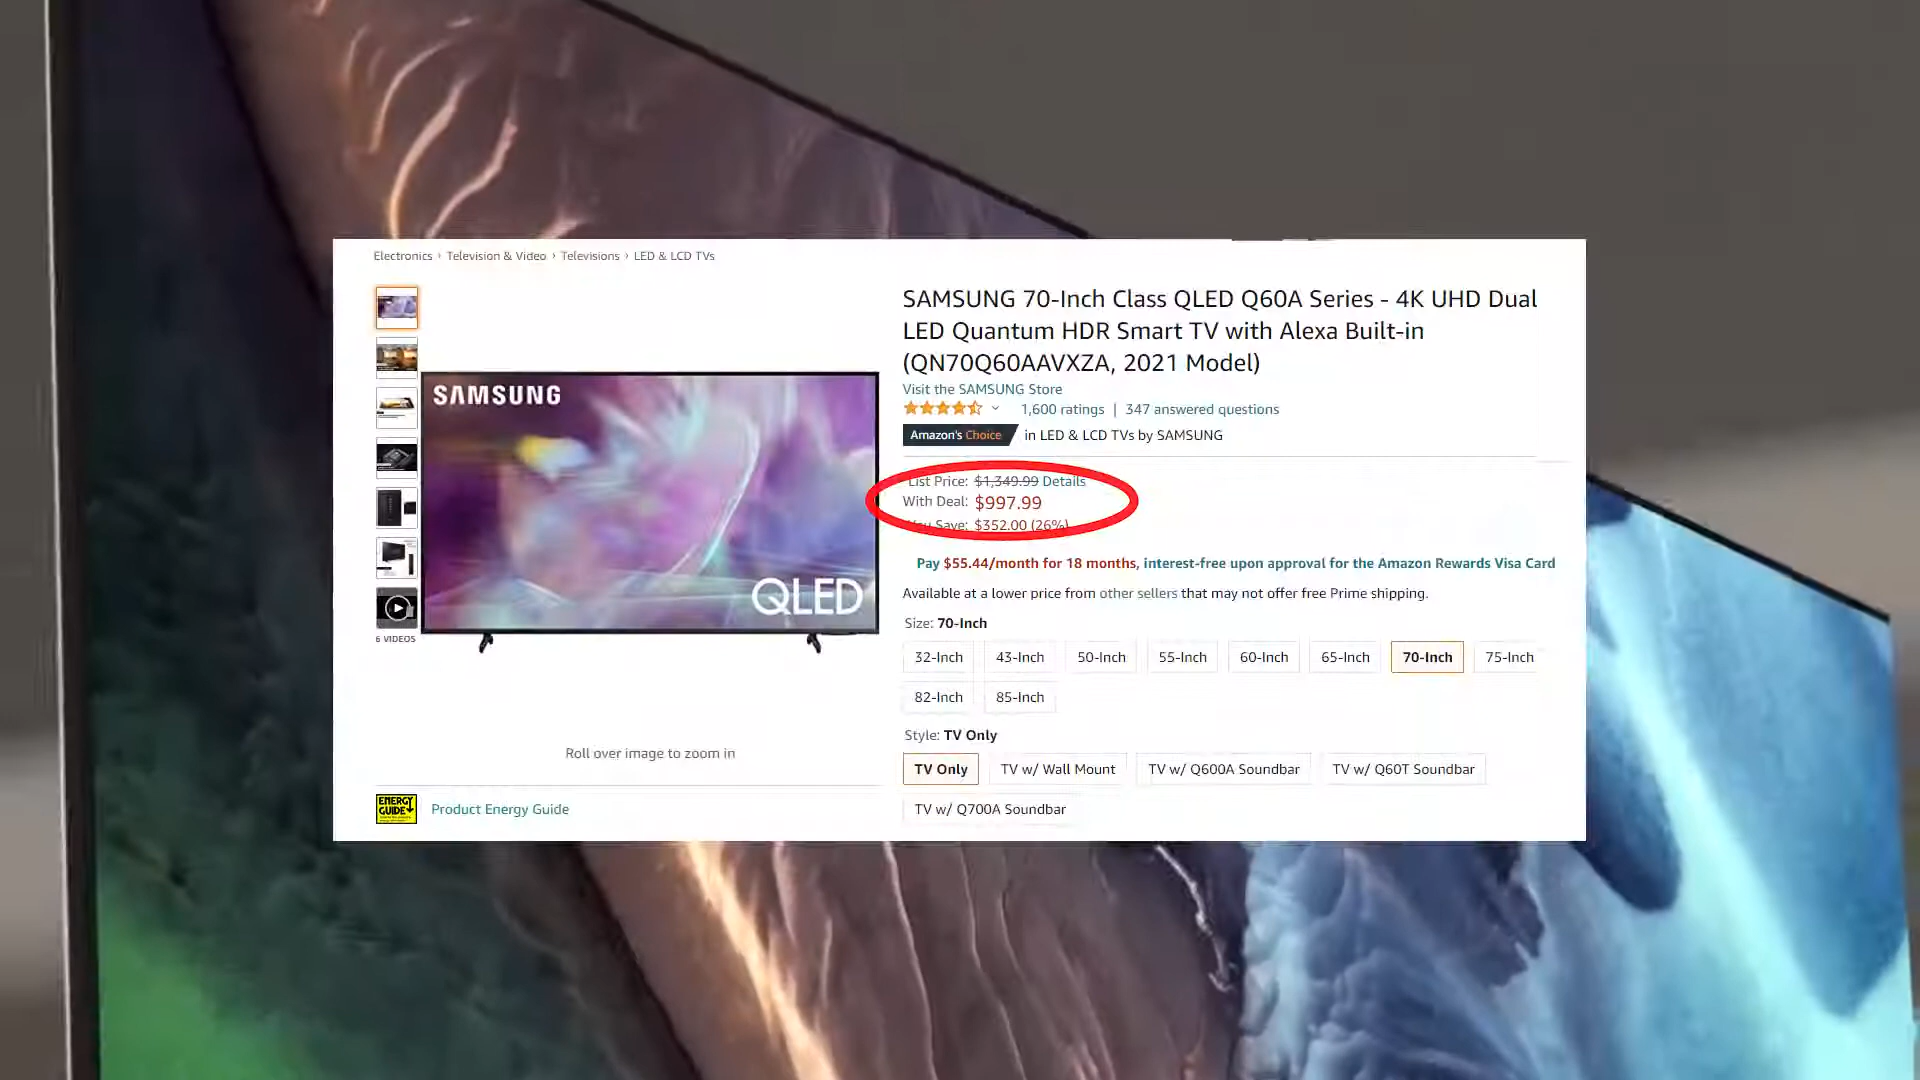 Electronics › Television & Video › Televisions › LED & LCD TVs
SAMSUNG 70-Inch Class QLED Q60A Series - 4K UHD Dual
LED Quantum HDR Smart TV with Alexa Built-in
(QN70Q60AAVXZA, 2021 Model)
Visit the SAMSUNG Store
1,600 ratings | 347 answered questions
Amazon's Choice in LED & LCD TVs by SAMSUNG
List Price: $1,349.99 Details
With Deal: $997.99
You Save: $352.00 (26%)
Pay $55.44/month for 18 months, interest-free upon approval for the Amazon Rewards Visa Card
Available at a lower price from other sellers that may not offer free Prime shipping.
Size: 70-Inch
32-Inch 43-Inch 50-Inch 55-Inch 60-Inch 65-Inch 70-Inch 75-Inch
82-Inch 85-Inch
Style: TV Only
TV Only TV w/ Wall Mount TV w/ Q600A Soundbar TV w/ Q60T Soundbar
TV w/ Q700A Soundbar
SAMSUNG
QLED
6 VIDEOS
Roll over image to zoom in
ENERGY
GUIDE
Product Energy Guide